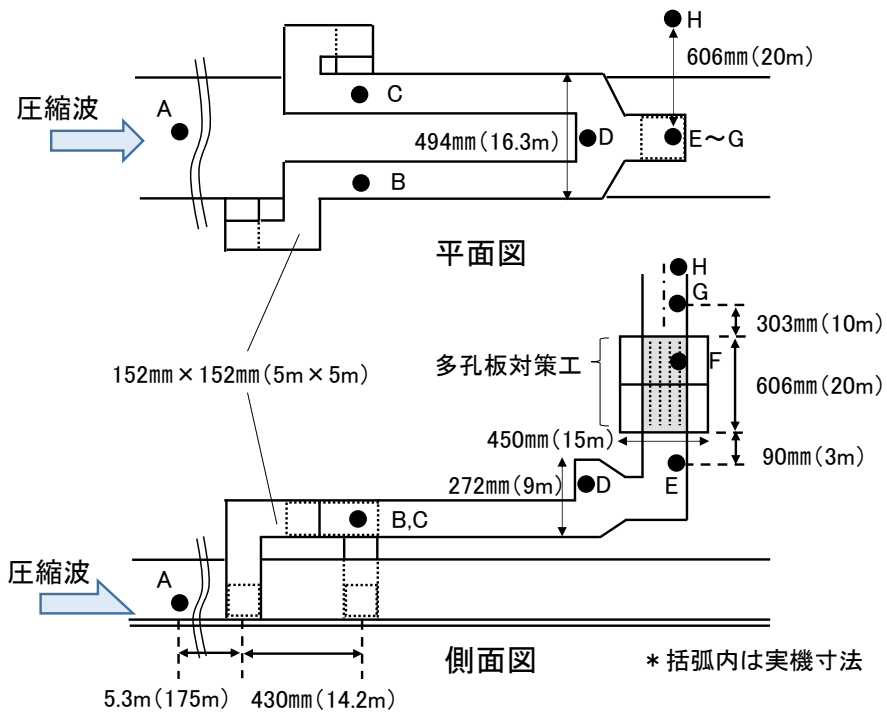 H
606mm(20m)
圧縮波
A
C
494mm(16.3m)
D
E～G
B
平面図
H
G
303mm(10m)
152mm×152mm(5m×5m)
多孔板対策工
F
606mm(20m)
450mm(15m)
90mm(3m)
272mm(9m)
D
E
B,C
圧縮波
A
側面図
＊括弧内は実機寸法
5.3m(175m)
430mm(14.2m)